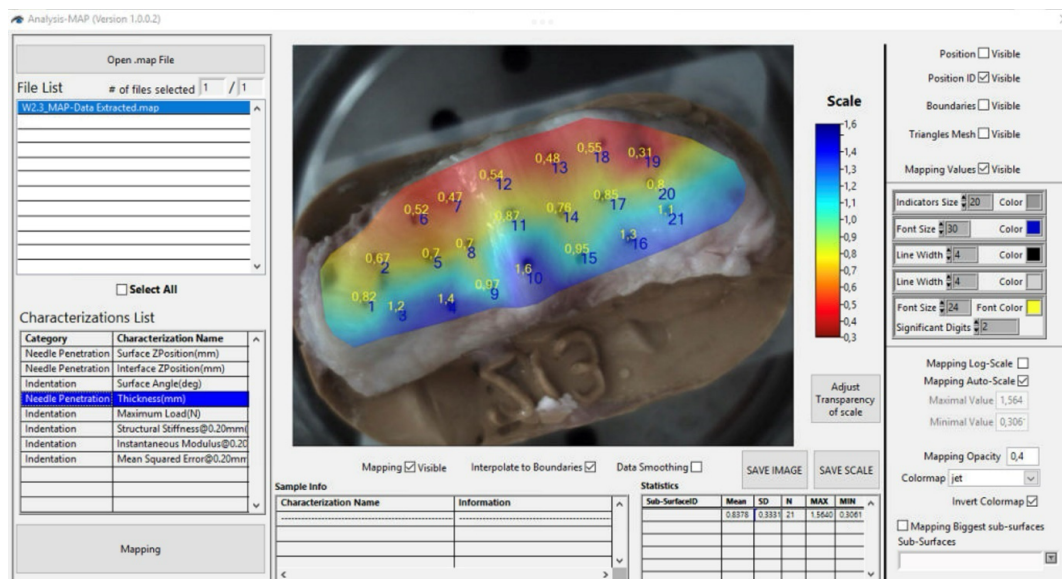 Analysis-MAP (Version 1.0.0.2)
Open .map File
File List # of files selected 1 / 1
W2.3_MAP-Data Extracted.map
Select All
Characterizations List
Category Characterization Name
Needle Penetration Surface ZPosition(mm)
Needle Penetration Interface ZPosition(mm)
Indentation Surface Angle(deg)
Needle Penetration Thickness(mm)
Indentation Maximum Load(N)
Indentation Structural Stiffness@0.20mm(
Indentation Instantaneous Modulus@0.20
Indentation Mean Squared Error@0.20mm
Mapping
0,55
18
0,48
13
0,31
19
0,54
12
0,47
7
0,52
6
0,8
20
0,85
17
0,76
14
1,1
21
0,87
11
1,3
16
0,7
8
0,7
5
0,67
2
0,95
15
1,6
10
0,97
9
1,4
4
1,2
3
0,82
1
S13
Scale
1,6
1,4
1,3
1,2
1,1
1,0
0,9
0,8
0,7
0,6
0,5
0,4
0,3
Adjust
Transparency
of scale
Mapping Visible Interpolate to Boundaries Data Smoothing
SAVE IMAGE SAVE SCALE
Sample Info
Characterization Name Information
Statistics
Sub-SurfaceID Mean SD N MAX MIN
0.8378 0.3331 21 1.5640 0.3061
Position Visible
Position ID Visible
Boundaries Visible
Triangles Mesh Visible
Mapping Values Visible
Indicators Size 20 Color
Font Size 30 Color
Line Width 4 Color
Line Width 4 Color
Font Size 24 Font Color
Significant Digits 2
Mapping Log-Scale
Mapping Auto-Scale
Maximal Value 1,564
Minimal Value 0,306
Mapping Opacity 0,4
Colormap jet
Invert Colormap
Mapping Biggest sub-surfaces
Sub-Surfaces